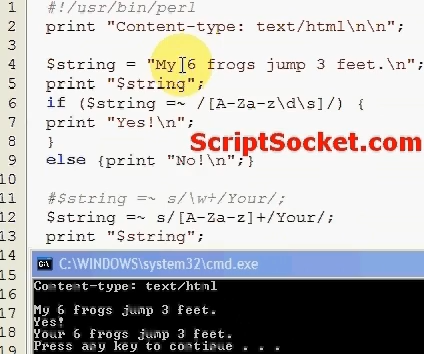 1 #!/usr/bin/perl
2 print "Content-type: text/html\n\n";
3
4 $string = "My 6 frogs jump 3 feet.\n";
5 print "$string";
6 if ($string =~ /[A-Za-z\d\s]/) {
7 print "Yes!\n";
8 }
ScriptSocket.com
9 else {print "No!\n";}
10
11 #$string =~ s/\w+/Your/;
12 $string =~ s/[A-Za-z]+/Your/;
13 print "$string";
14
15 C:\WINDOWS\system32\cmd.exe
16 Content-type: text/html
17 My 6 frogs jump 3 feet.
18 Yes!
Your 6 frogs jump 3 feet.
19 Press any key to continue . . .